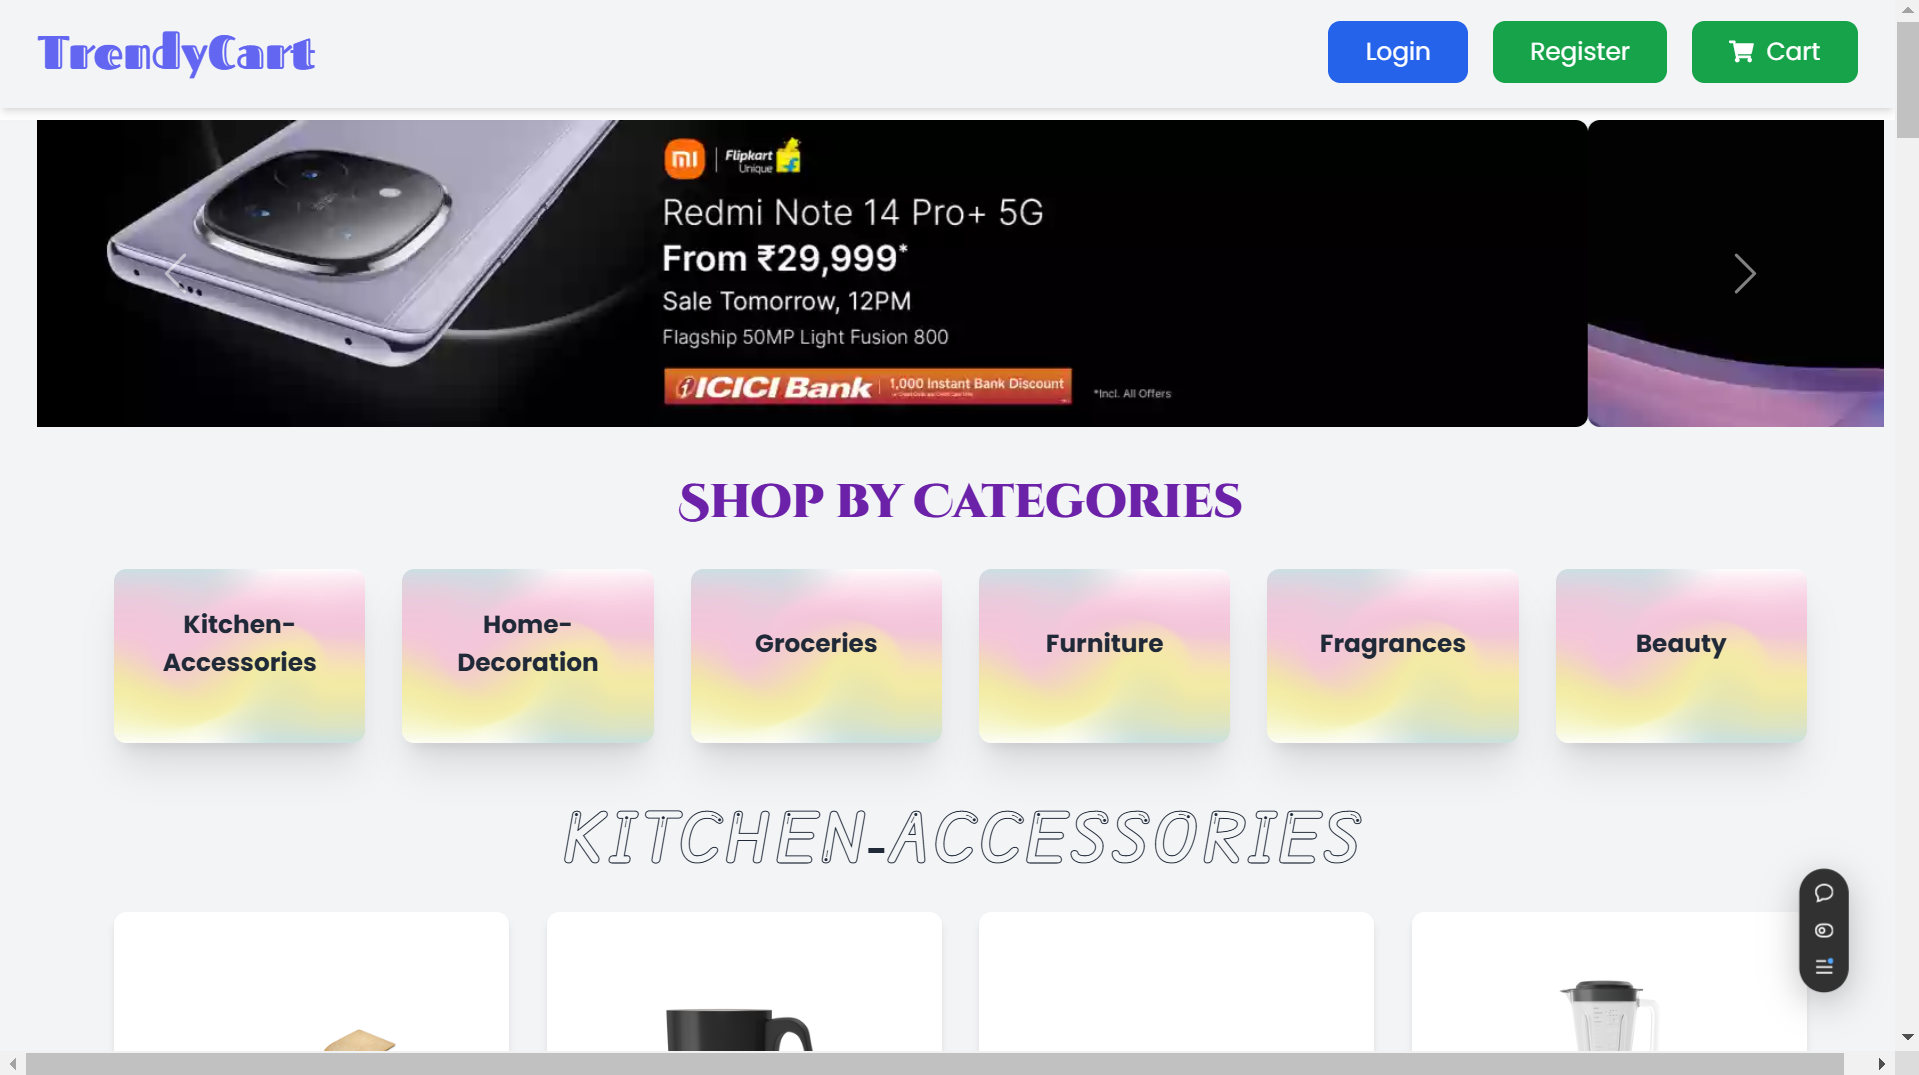 TrendyCart
Login
Register
Cart
mi
Flipkart
Unique
Redmi Note 14 Pro+ 5G
From ₹29,999*
Sale Tomorrow, 12PM
Flagship 50MP Light Fusion 800
ICICI Bank
1,000 Instant Bank Discount
*Incl. All Offers
Shop by Categories
Kitchen-
Accessories
Home-
Decoration
Groceries
Furniture
Fragrances
Beauty
KITCHEN-ACCESSORIES